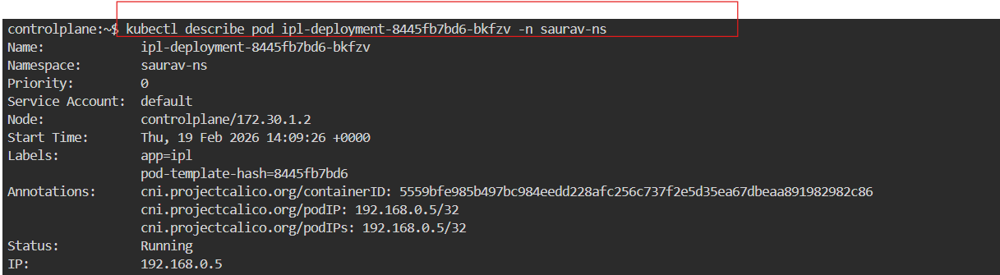 controlplane:~$ kubectl describe pod ipl-deployment-8445fb7bd6-bkfzv -n saurav-ns
Name:             ipl-deployment-8445fb7bd6-bkfzv
Namespace:        saurav-ns
Priority:         0
Service Account:  default
Node:             controlplane/172.30.1.2
Start Time:       Thu, 19 Feb 2026 14:09:26 +0000
Labels:           app=ipl
                  pod-template-hash=8445fb7bd6
Annotations:      cni.projectcalico.org/containerID: 5559bfe985b497bc984eedd228afc256c737f2e5d35ea67dbeaa891982982c86
                  cni.projectcalico.org/podIP: 192.168.0.5/32
                  cni.projectcalico.org/podIPs: 192.168.0.5/32
Status:           Running
IP:               192.168.0.5